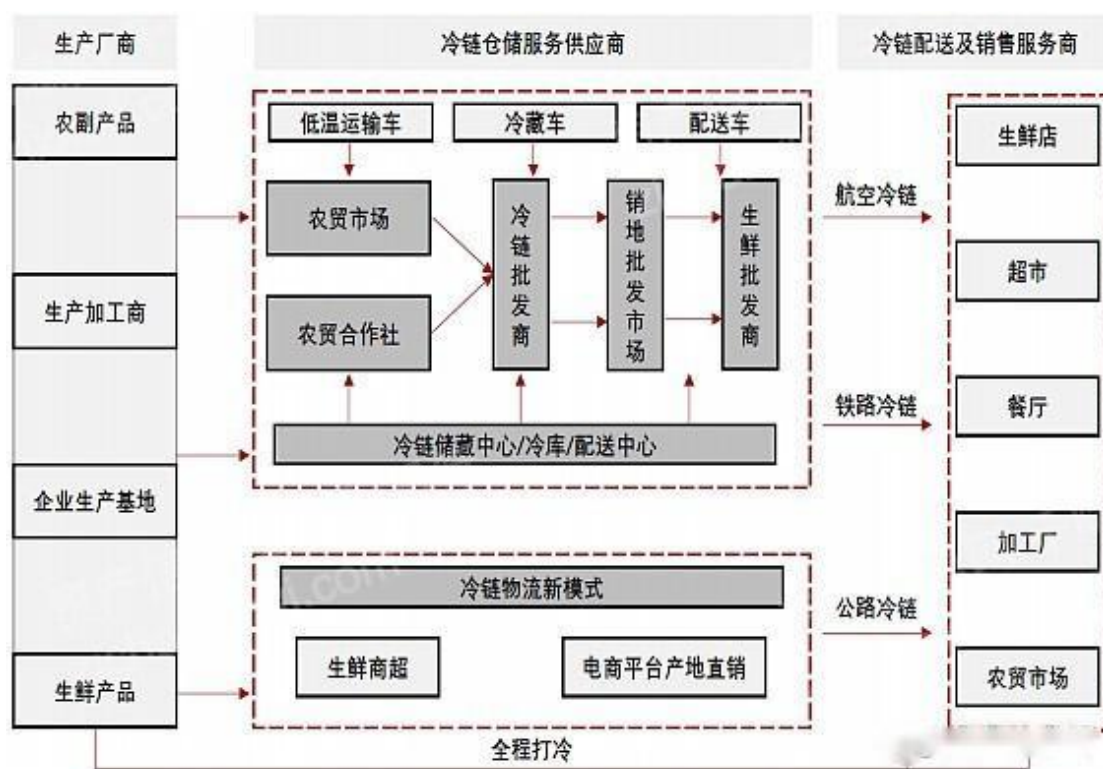 生产厂商
冷链仓储服务供应商
冷链配送及销售服务商
农副产品
生产加工商
企业生产基地
生鲜产品
低温运输车
冷藏车
配送车
农贸市场
农贸合作社
冷链批发商
销地批发市场
生鲜批发商
冷链储藏中心/冷库/配送中心
冷链物流新模式
生鲜商超
电商平台产地直销
航空冷链
铁路冷链
公路冷链
生鲜店
超市
餐厅
加工厂
农贸市场
全程打冷